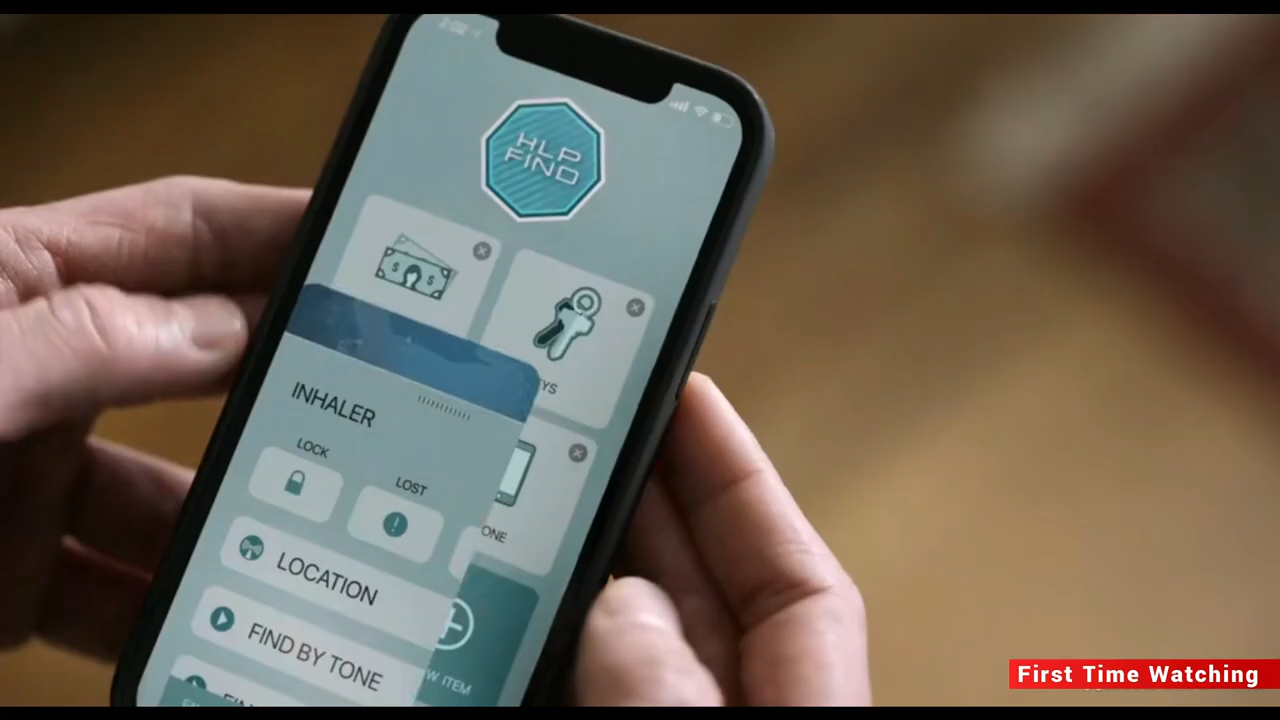 HLP
FIND
INHALER
LOCK
LOST
LOCATION
FIND BY TONE
First Time Watching